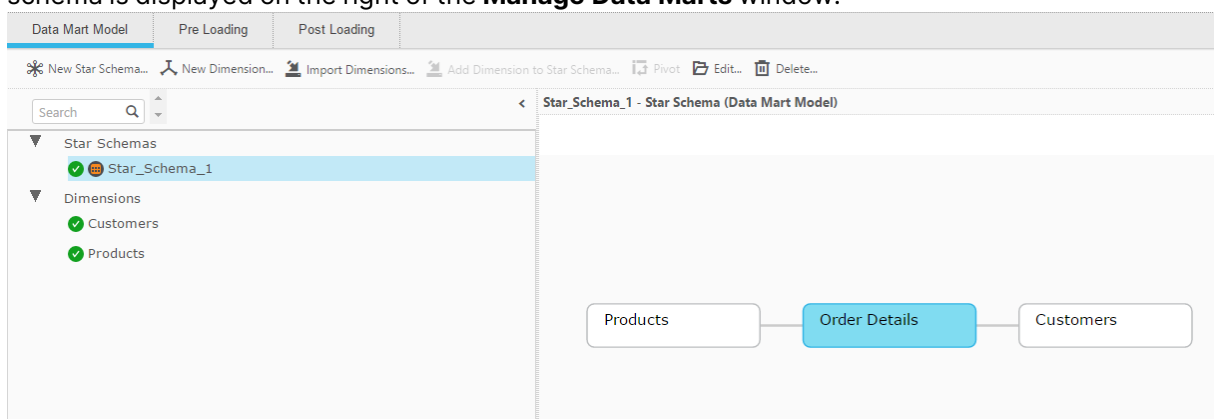 schema is displayed on the right of the Manage Data Marts window.
Data Mart Model Pre Loading Post Loading
New Star Schema... New Dimension... Import Dimensions... Add Dimension to Star Schema... Pivot Edit... Delete...
Search
Star_Schema_1 - Star Schema (Data Mart Model)
Star Schemas
Star_Schema_1
Dimensions
Customers
Products
Products Order Details Customers